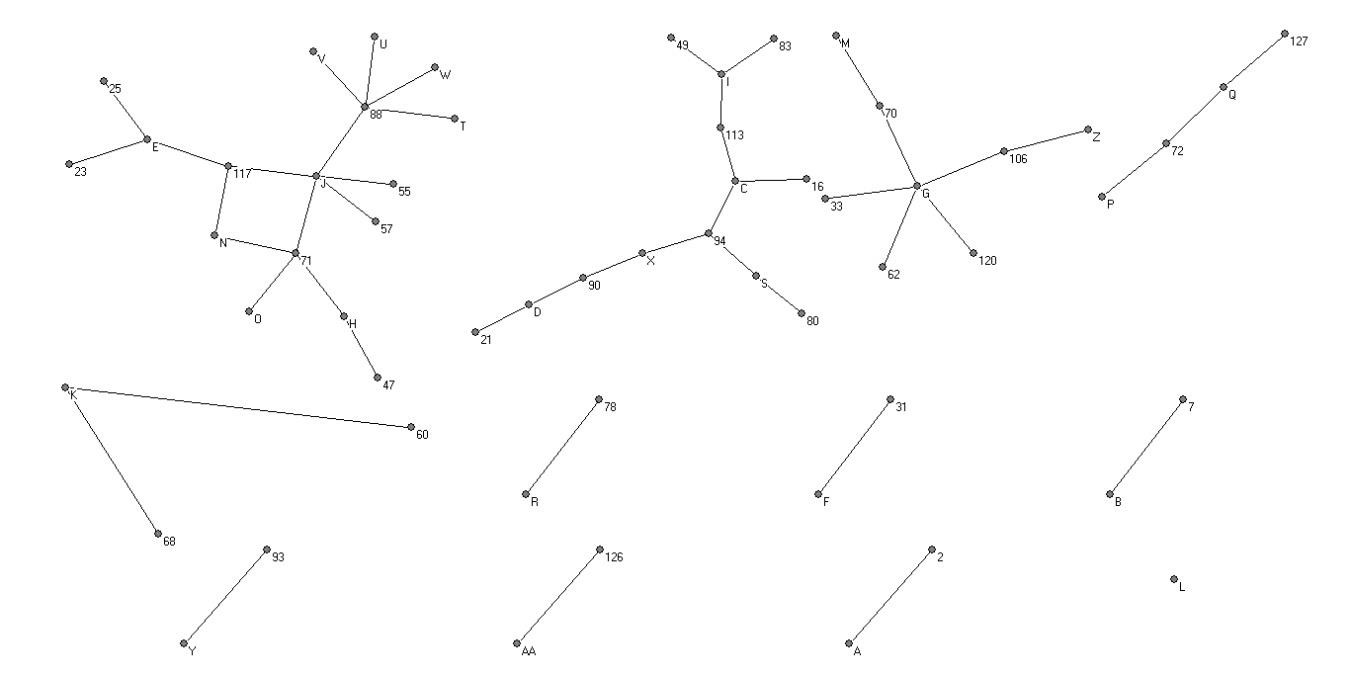 V
U
W
88
T
25
E
23
117
J
55
57
N
71
O
H
47
49
83
I
113
C
16
94
X
S
90
D
80
21
M
70
Z
106
G
33
62
120
127
Q
72
P
K
60
68
78
R
31
F
7
B
93
Y
126
AA
2
A
L